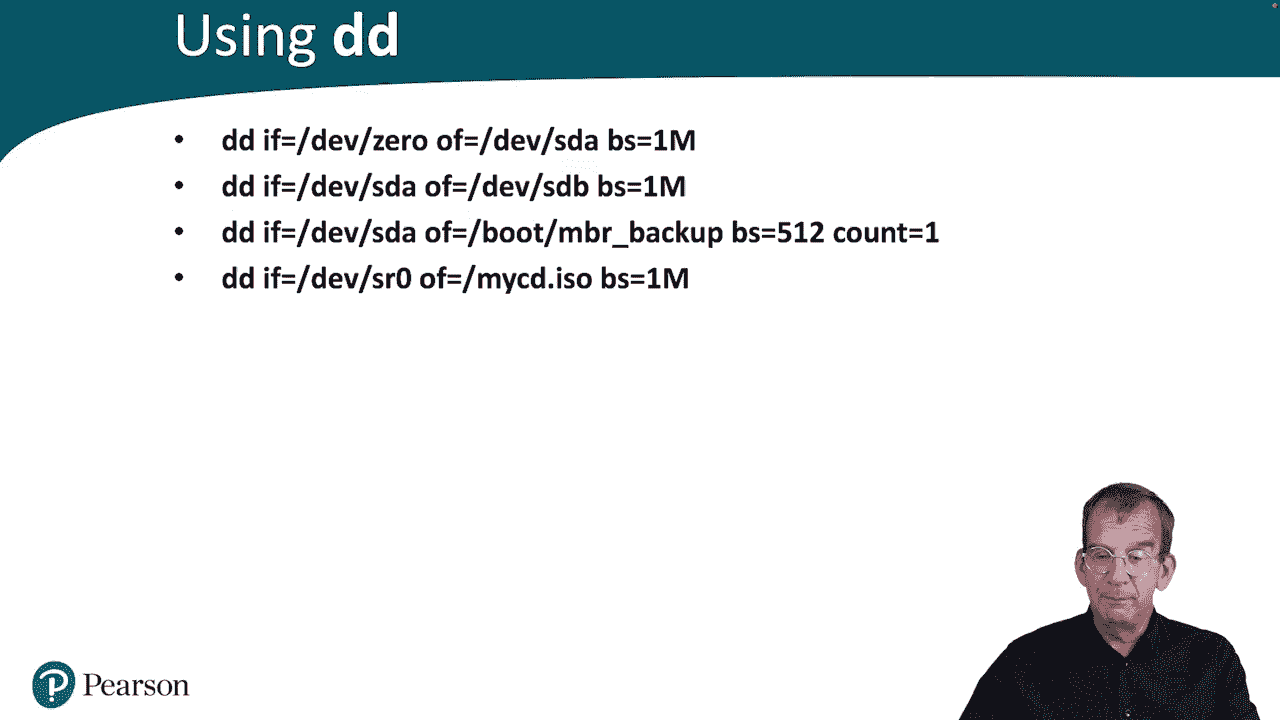 Using dd
• dd if=/dev/zero of=/dev/sda bs=1M
• dd if=/dev/sda of=/dev/sdb bs=1M
• dd if=/dev/sda of=/boot/mbr_backup bs=512 count=1
• dd if=/dev/sr0 of=/mycd.iso bs=1M
Pearson